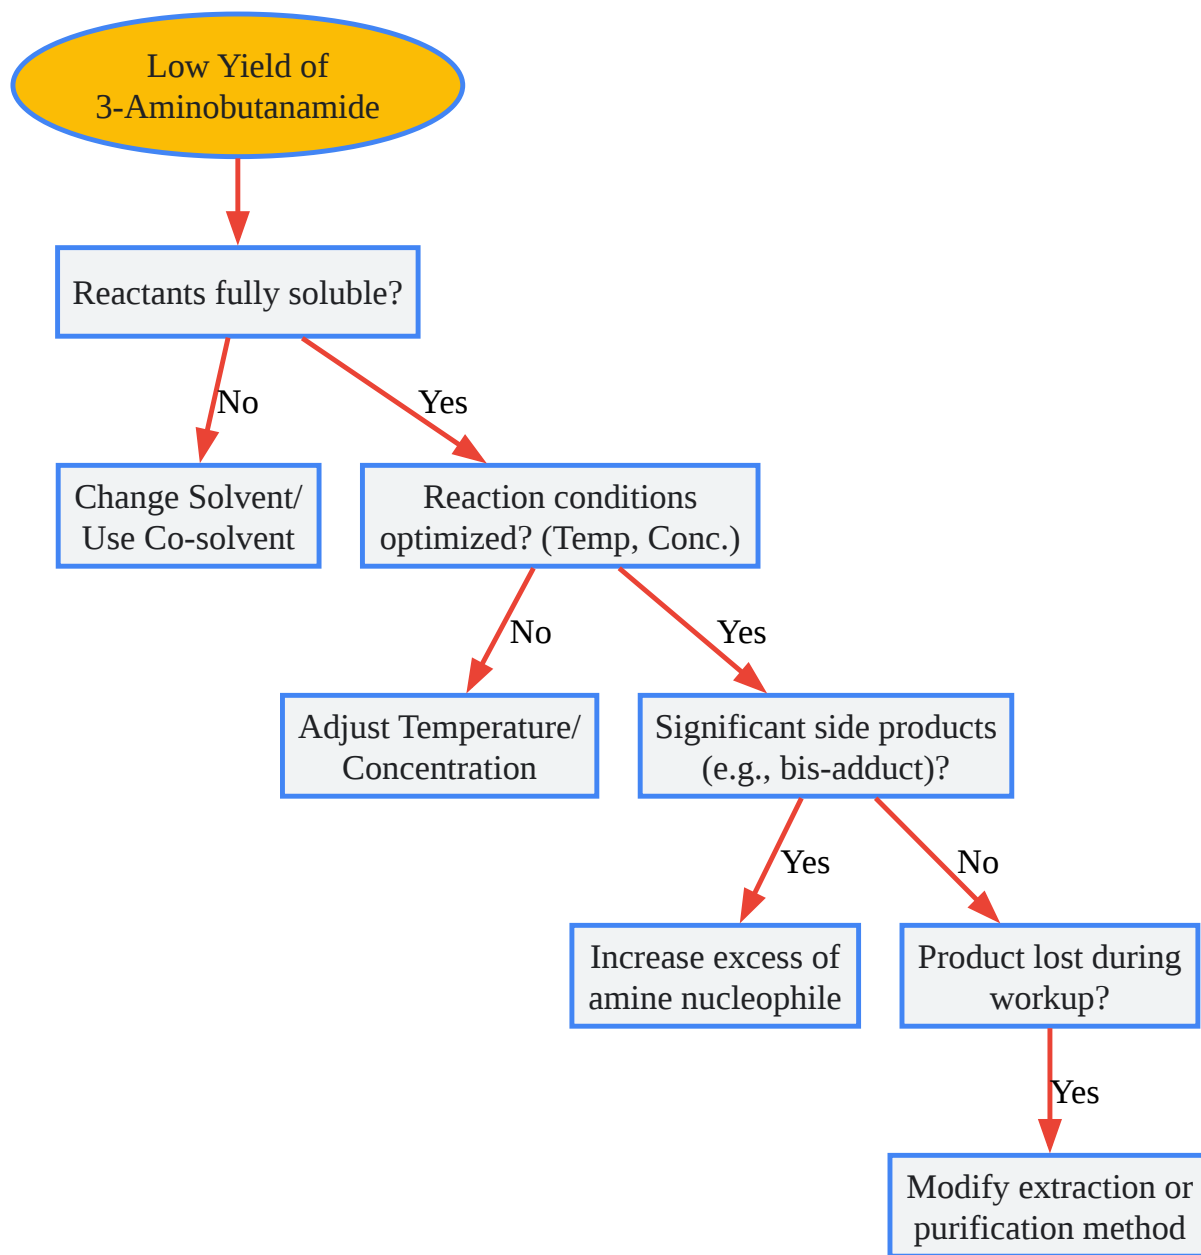 Low Yield of
3-Aminobutanamide
Reactants fully soluble?
No
Yes
Change Solvent/
Use Co-solvent
Reaction conditions
optimized? (Temp, Conc.)
No
Yes
Adjust Temperature/
Concentration
Significant side products
(e.g., bis-adduct)?
Yes
No
Increase excess of
amine nucleophile
Product lost during
workup?
Yes
Modify extraction or
purification method